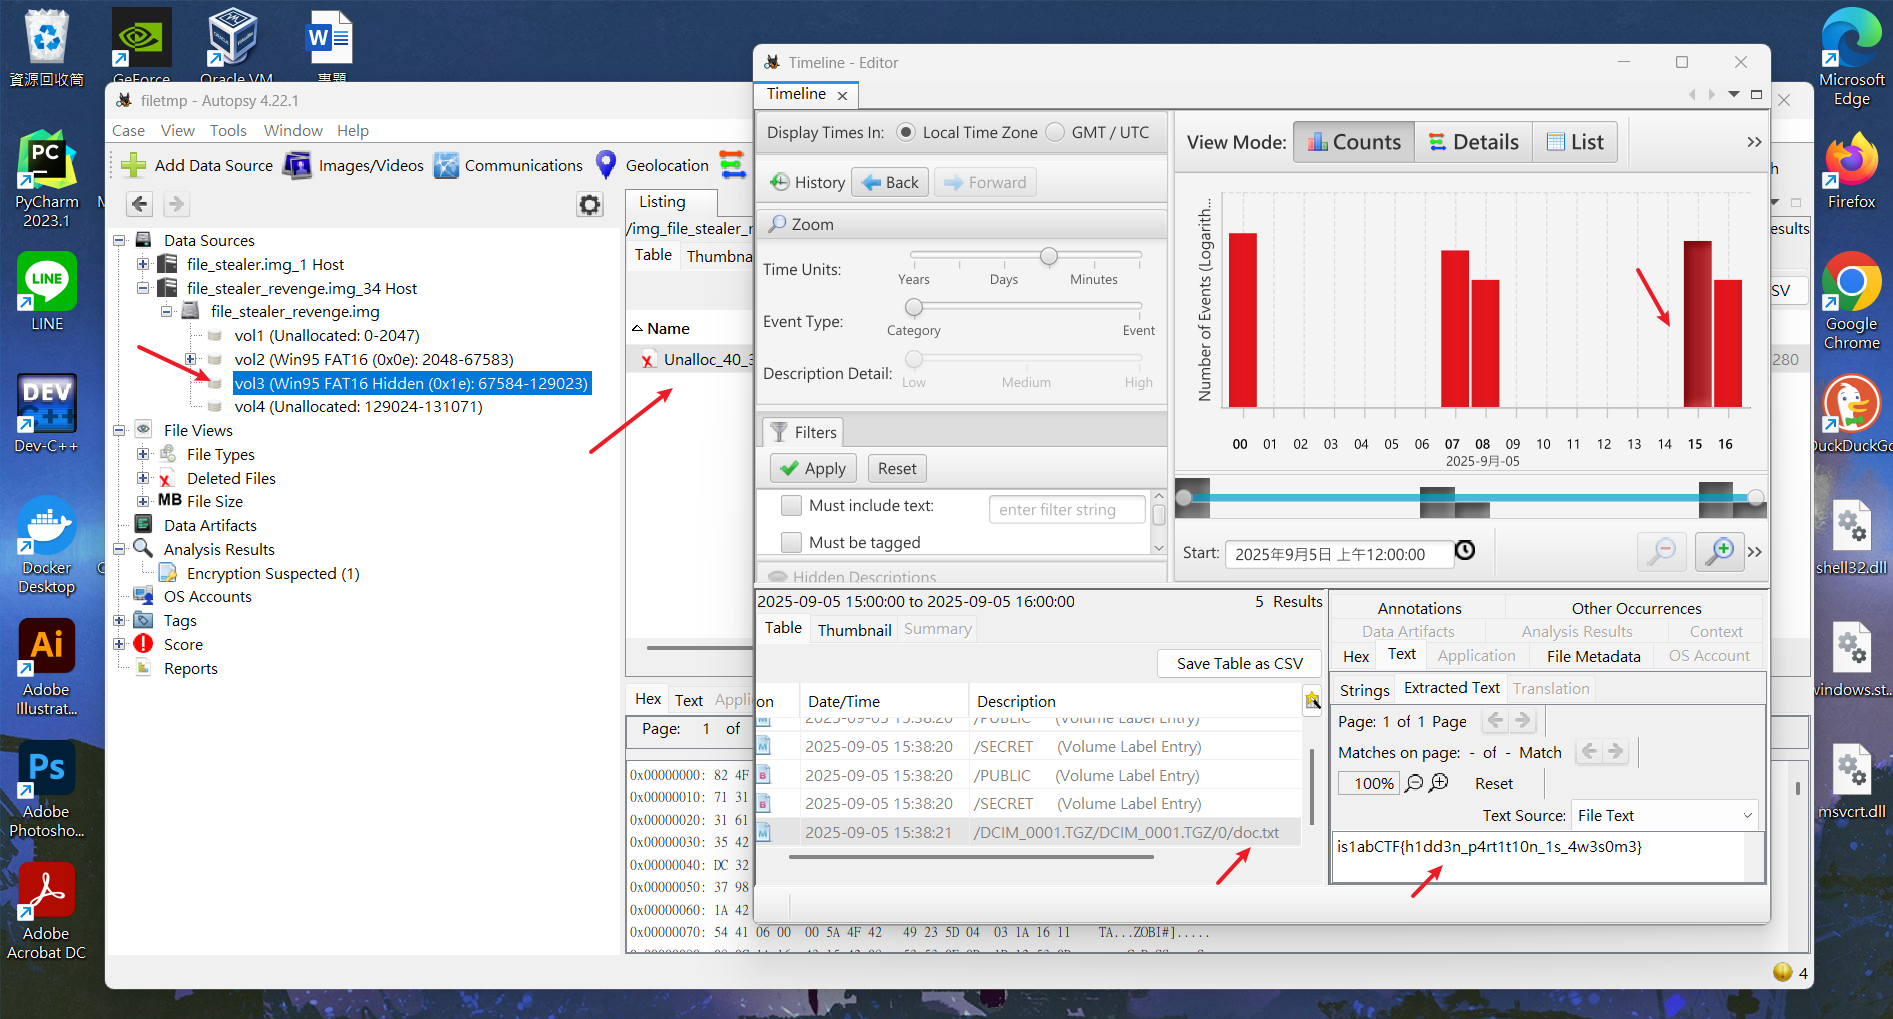 資源回收筒
GeForce
Oracle VM
專題
Microsoft
Edge
PyCharm
2023.1
Firefox
LINE
LINE
Google
Chrome
DEV
C++
Dev-C++
DuckDuckGo
Docker
Desktop
shell32.dll
Ai
Adobe
Illustrat...
windows.st...
Ps
Adobe
Photosho...
msvcrt.dll
Adobe
Acrobat DC
filetmp - Autopsy 4.22.1
Case View Tools Window Help
Add Data Source Images/Videos Communications Geolocation
Data Sources
file_stealer.img_1 Host
file_stealer_revenge.img_34 Host
file_stealer_revenge.img
vol1 (Unallocated: 0-2047)
vol2 (Win95 FAT16 (0x0e): 2048-67583)
vol3 (Win95 FAT16 Hidden (0x1e): 67584-129023)
vol4 (Unallocated: 129024-131071)
File Views
File Types
Deleted Files
MB File Size
Data Artifacts
Analysis Results
Encryption Suspected (1)
OS Accounts
Tags
Score
Reports
Listing
/img_file_stealer_r
Table Thumbna
Name
Unalloc_40_3
esults
SV
280
Hex Text Appli
Page: 1 of
0x00000000: 82 4F
0x00000010: 71 31
0x00000020: 31 61
0x00000030: 35 42
0x00000040: DC 32
0x00000050: 37 98
0x00000060: 1A 42
0x00000070: 54 41 06 00 00 5A 4F 42 49 23 5D 04 03 1A 16 11 TA...ZOBI#].....
4
Timeline - Editor
Timeline
Display Times In: Local Time Zone GMT / UTC
History Back Forward
Zoom
Time Units:
Years Days Minutes
Event Type:
Category Event
Description Detail:
Low Medium High
Filters
Apply Reset
Must include text: enter filter string
Must be tagged
Hidden Descriptions
View Mode: Counts Details List
Number of Events (Logarith...
00 01 02 03 04 05 06 07 08 09 10 11 12 13 14 15 16
2025-9月-05
Start: 2025年9月5日 上午12:00:00
2025-09-05 15:00:00 to 2025-09-05 16:00:00 5 Results
Table Thumbnail Summary
Save Table as CSV
on Date/Time Description
2025-09-05 15:38:20 /PUBLIC (Volume Label Entry)
2025-09-05 15:38:20 /SECRET (Volume Label Entry)
2025-09-05 15:38:20 /PUBLIC (Volume Label Entry)
2025-09-05 15:38:20 /SECRET (Volume Label Entry)
2025-09-05 15:38:21 /DCIM_0001.TGZ/DCIM_0001.TGZ/0/doc.txt
Annotations Other Occurrences
Data Artifacts Analysis Results Context
Hex Text Application File Metadata OS Account
Strings Extracted Text Translation
Page: 1 of 1 Page
Matches on page: - of - Match
100% Reset
Text Source: File Text
is1abCTF{h1dd3n_p4rt1t10n_1s_4w3s0m3}